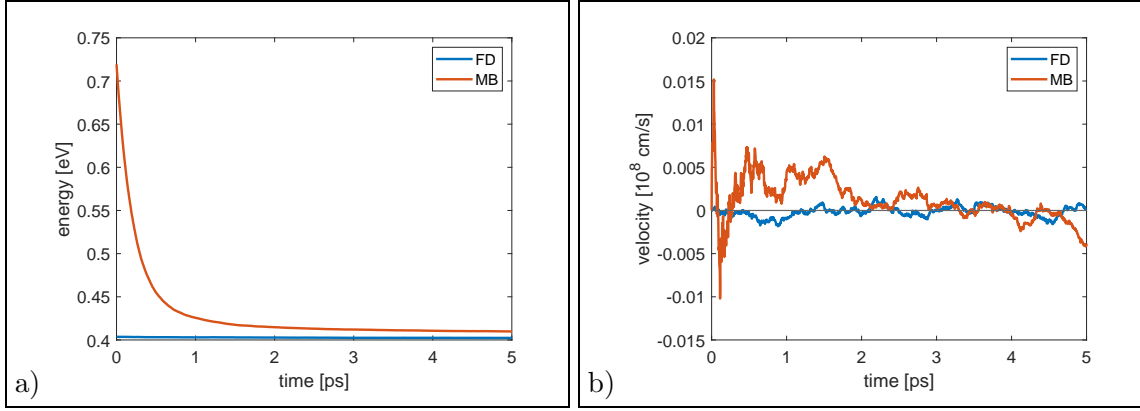 0.75
0.7
0.65
0.6
0.55
0.5
0.45
0.4
energy [eV]
0 1 2 3 4 5
time [ps]
FD
MB
a)
0.02
0.015
0.01
0.005
0
-0.005
-0.01
-0.015
velocity [10^8 cm/s]
0 1 2 3 4 5
time [ps]
FD
MB
b)